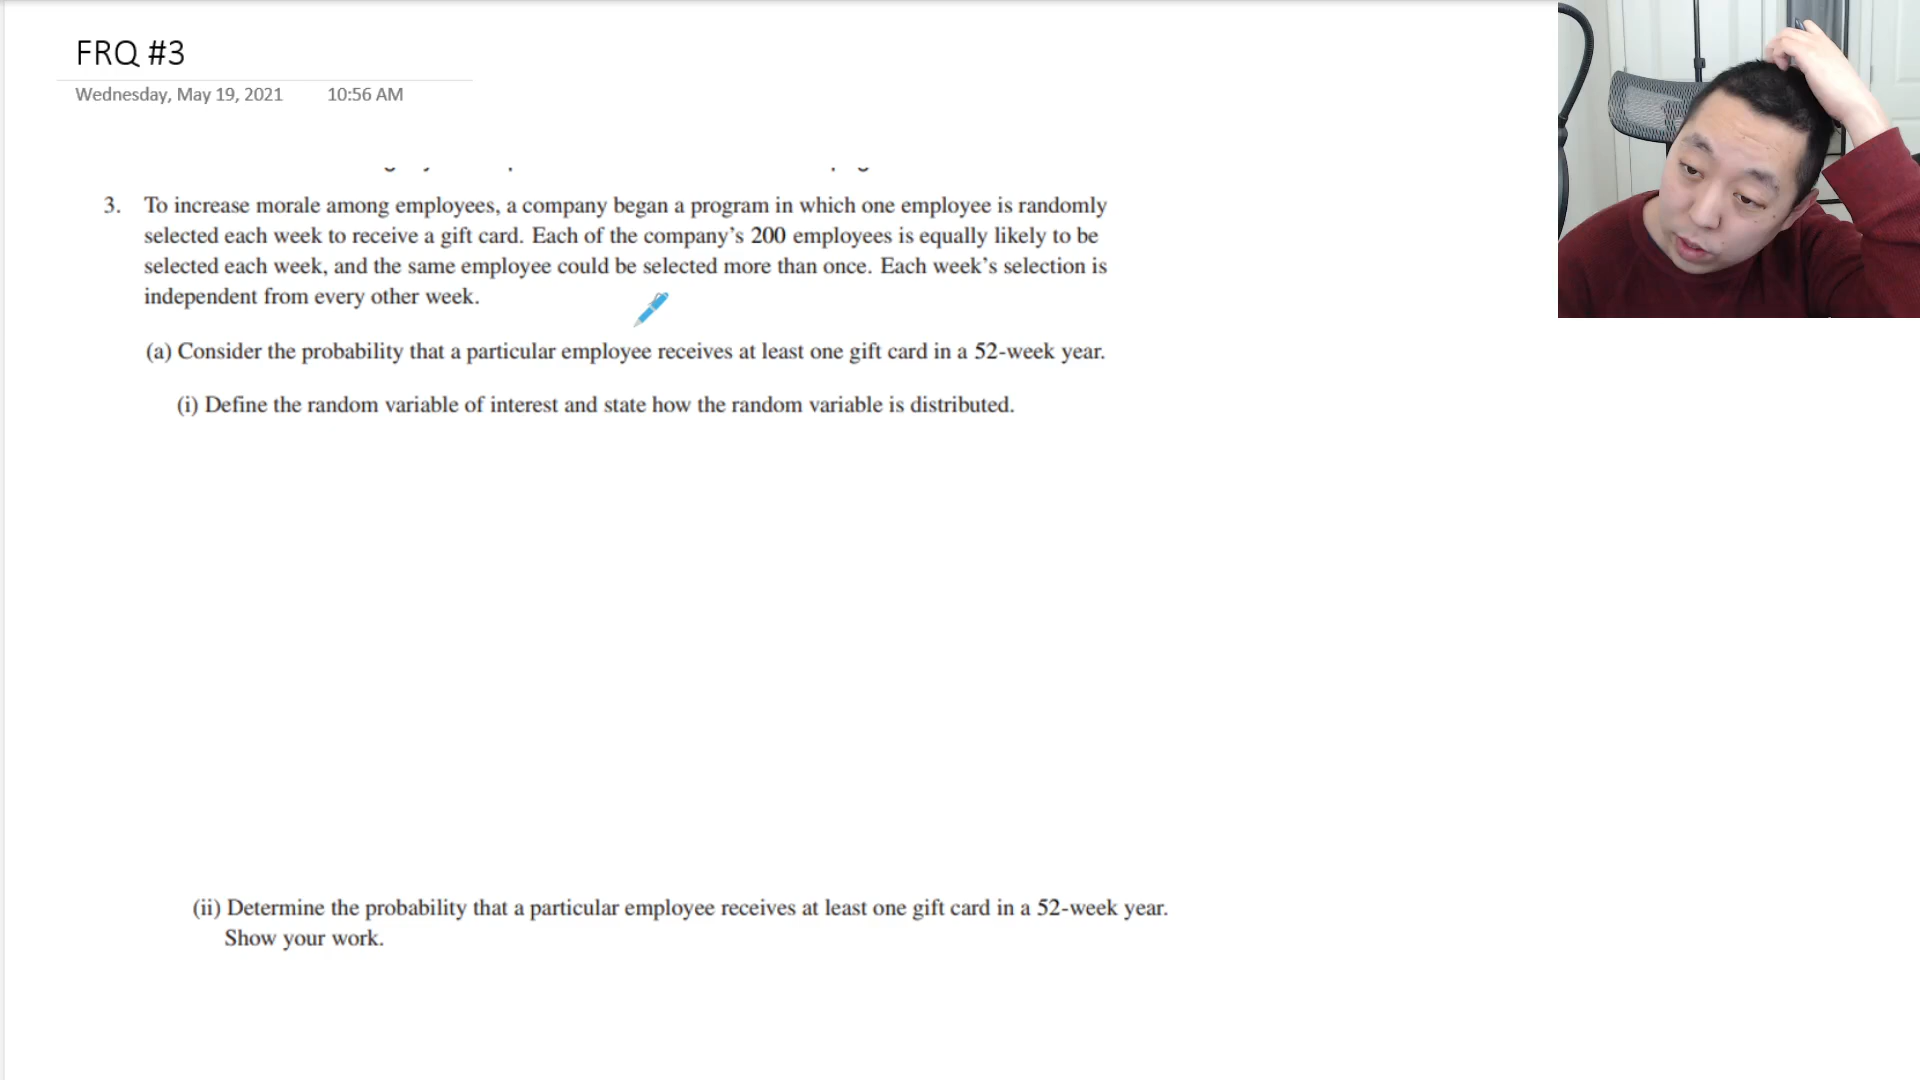 FRQ #3
Wednesday, May 19, 2021 10:56 AM
3. To increase morale among employees, a company began a program in which one employee is randomly
selected each week to receive a gift card. Each of the company’s 200 employees is equally likely to be
selected each week, and the same employee could be selected more than once. Each week’s selection is
independent from every other week.
(a) Consider the probability that a particular employee receives at least one gift card in a 52-week year.
(i) Define the random variable of interest and state how the random variable is distributed.
(ii) Determine the probability that a particular employee receives at least one gift card in a 52-week year.
Show your work.